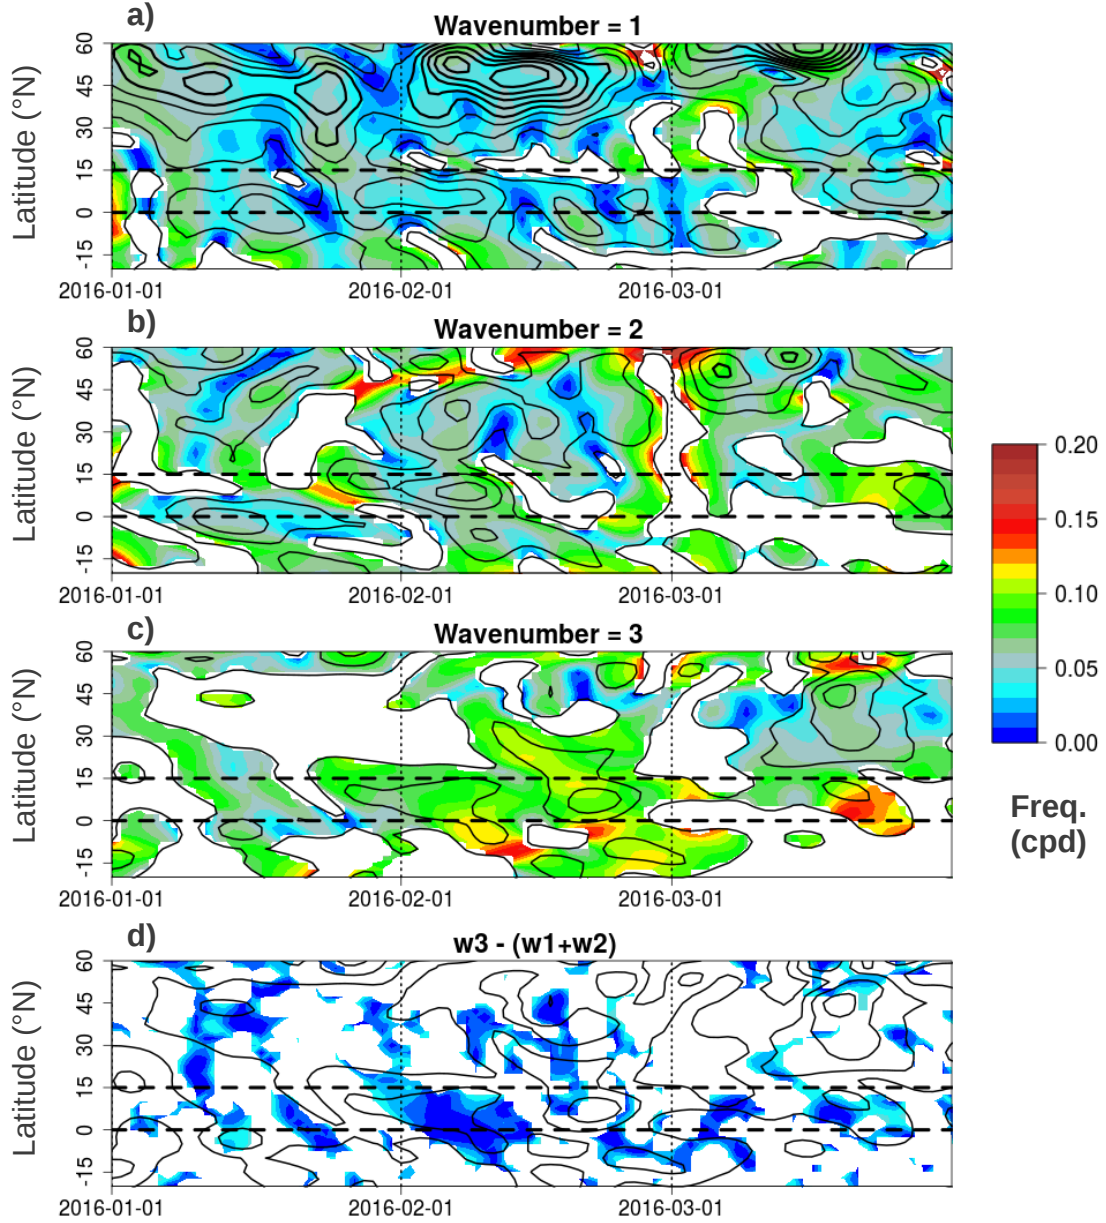 a)
Wavenumber = 1
Latitude (°N)
60
45
30
15
0
-15
2016-01-01
2016-02-01
2016-03-01
b)
Wavenumber = 2
Latitude (°N)
60
45
30
15
0
-15
2016-01-01
2016-02-01
2016-03-01
c)
Wavenumber = 3
Latitude (°N)
60
45
30
15
0
-15
2016-01-01
2016-02-01
2016-03-01
d)
w3 - (w1+w2)
Latitude (°N)
60
45
30
15
0
-15
2016-01-01
2016-02-01
2016-03-01
0.20
0.15
0.10
0.05
0.00
Freq.
(cpd)